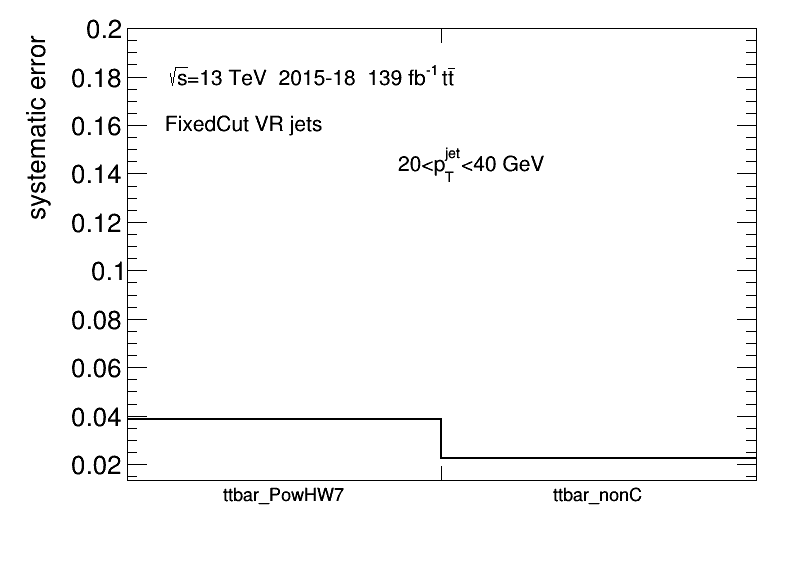 systematic error
0.2
0.18
0.16
0.14
0.12
0.1
0.08
0.06
0.04
0.02
√s=13 TeV 2015-18 139 fb⁻¹ tt̄
FixedCut VR jets
20<p_T^jet<40 GeV
ttbar_PowHW7 ttbar_nonC